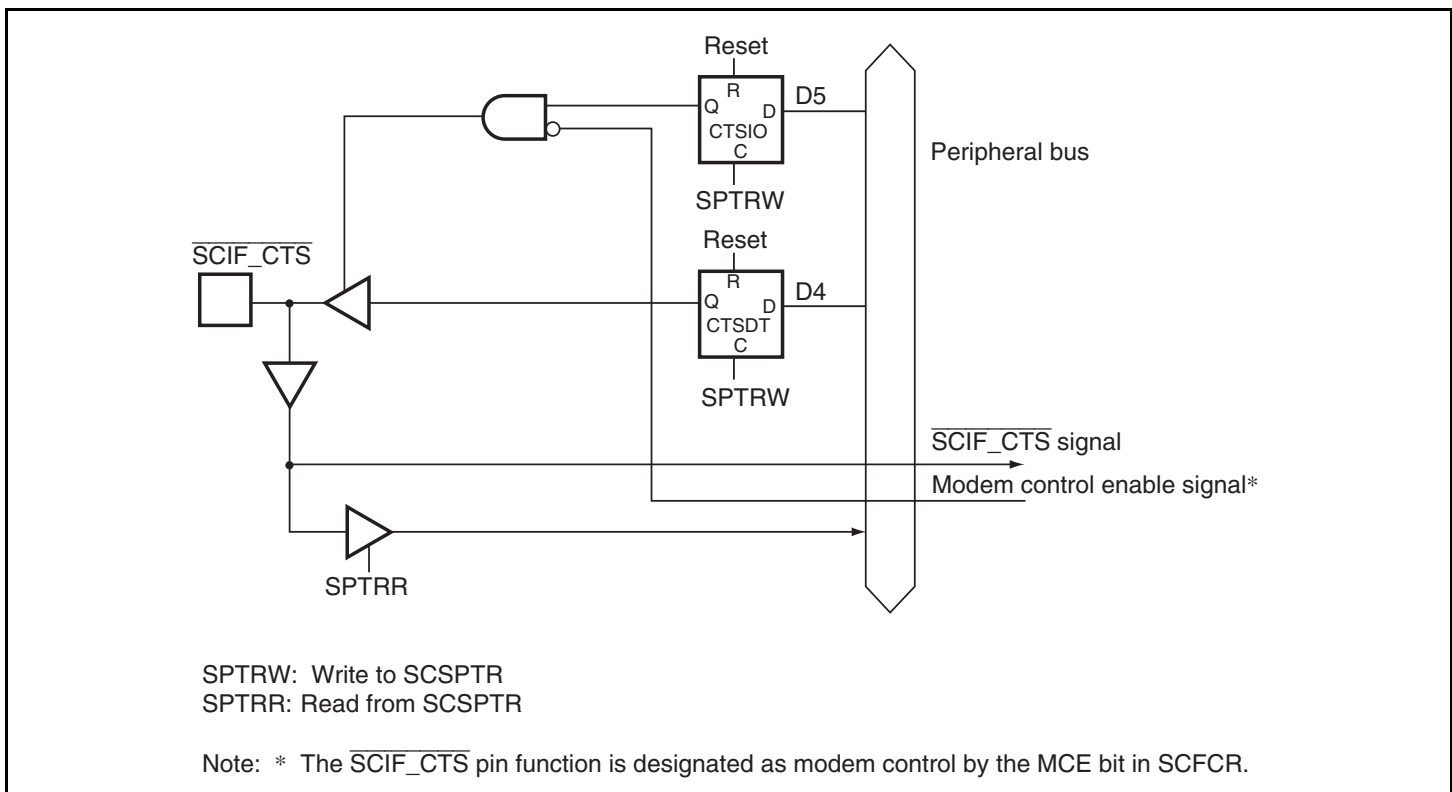 Reset
R
Q
D
D5
CTSIO
C
SPTRW
Peripheral bus
Reset
R
Q
D
D4
CTSDT
C
SPTRW
SCIF_CTS
SCIF_CTS signal
Modem control enable signal*
SPTRR
SPTRW: Write to SCSPTR
SPTRR: Read from SCSPTR
Note: * The SCIF_CTS pin function is designated as modem control by the MCE bit in SCFCR.